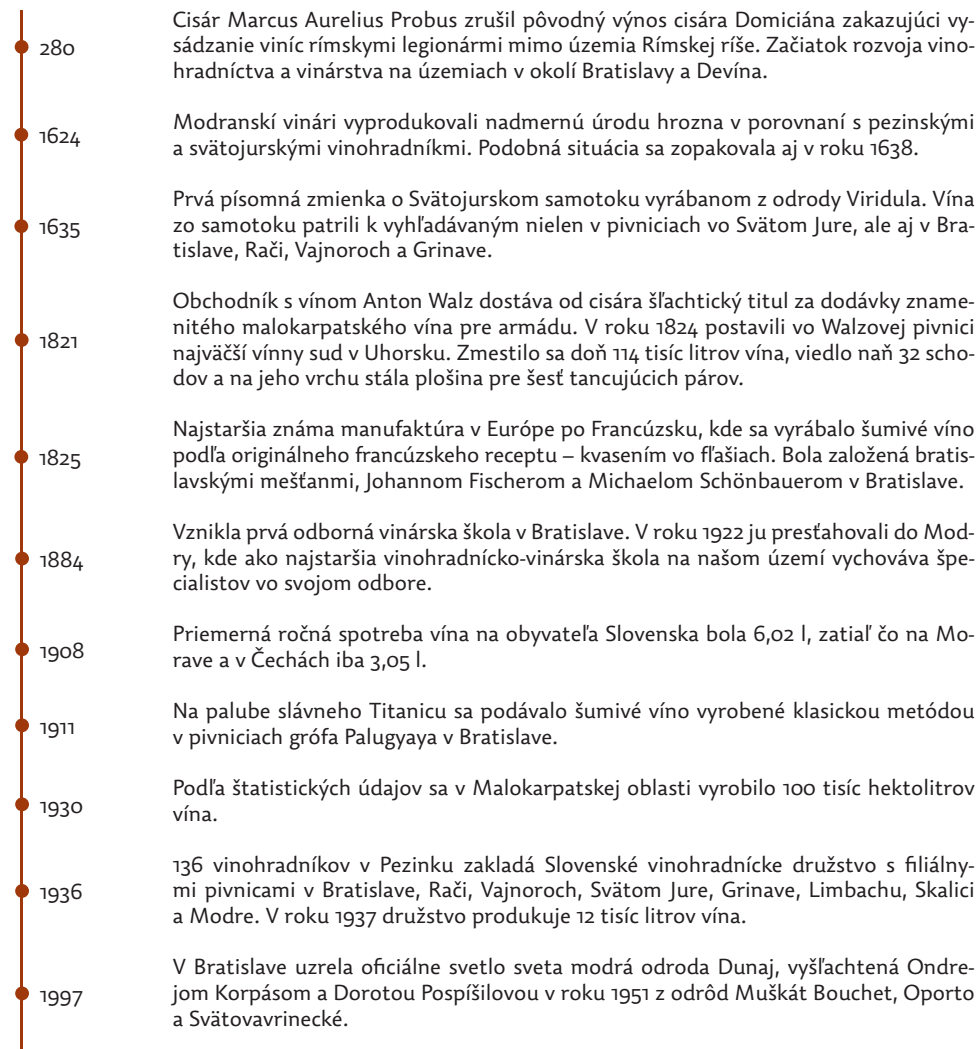 Cisár Marcus Aurelius Probus zrušil pôvodný výnos cisára Domiciána zakazujúci vy-
280
sádzanie viníc rímskymi legionármi mimo územia Rímskej ríše. Začiatok rozvoja vino-
hradníctva a vinárstva na územiach v okolí Bratislavy a Devína.
1624
Modranskí vinári vyprodukovali nadmernú úrodu hrozna v porovnaní s pezinskými
a svätojurskými vinohradníkmi. Podobná situácia sa zopakovala aj v roku 1638.
Prvá písomná zmienka o Svätojurskom samotoku vyrábanom z odrody Viridula. Vína
1635
zo samotoku patrili k vyhľadávaným nielen v pivniciach vo Svätom Jure, ale aj v Bra-
tislave, Rači, Vajnoroch a Grinave.
Obchodník s vínom Anton Walz dostáva od cisára šľachtický titul za dodávky zname-
nitého malokarpatského vína pre armádu. V roku 1824 postavili vo Walzovej pivnici
1821
najväčší vínny sud v Uhorsku. Zmestilo sa doň 114 tisíc litrov vína, viedlo naň 32 scho-
dov a na jeho vrchu stála plošina pre šesť tancujúcich párov.
Najstaršia známa manufaktúra v Európe po Francúzsku, kde sa vyrábalo šumivé víno
1825
podľa originálneho francúzskeho receptu – kvasením vo fľašiach. Bola založená bratis-
lavskými mešťanmi, Johannom Fischerom a Michaelom Schönbauerom v Bratislave.
Vznikla prvá odborná vinárska škola v Bratislave. V roku 1922 ju presťahovali do Mod-
1884
ry, kde ako najstaršia vinohradnícko-vinárska škola na našom území vychováva špe-
cialistov vo svojom odbore.
1908
Priemerná ročná spotreba vína na obyvateľa Slovenska bola 6,02 l, zatiaľ čo na Mo-
rave a v Čechách iba 3,05 l.
1911
Na palube slávneho Titanicu sa podávalo šumivé víno vyrobené klasickou metódou
v pivniciach grófa Palugyaya v Bratislave.
1930
Podľa štatistických údajov sa v Malokarpatskej oblasti vyrobilo 100 tisíc hektolitrov
vína.
136 vinohradníkov v Pezinku zakladá Slovenské vinohradnícke družstvo s filiálny-
1936
mi pivnicami v Bratislave, Rači, Vajnoroch, Svätom Jure, Grinave, Limbachu, Skalici
a Modre. V roku 1937 družstvo produkuje 12 tisíc litrov vína.
V Bratislave uzrela oficiálne svetlo sveta modrá odroda Dunaj, vyšľachtená Ondre-
1997
jom Korpásom a Dorotou Pospíšilovou v roku 1951 z odrôd Muškát Bouchet, Oporto
a Svätovavrinecké.